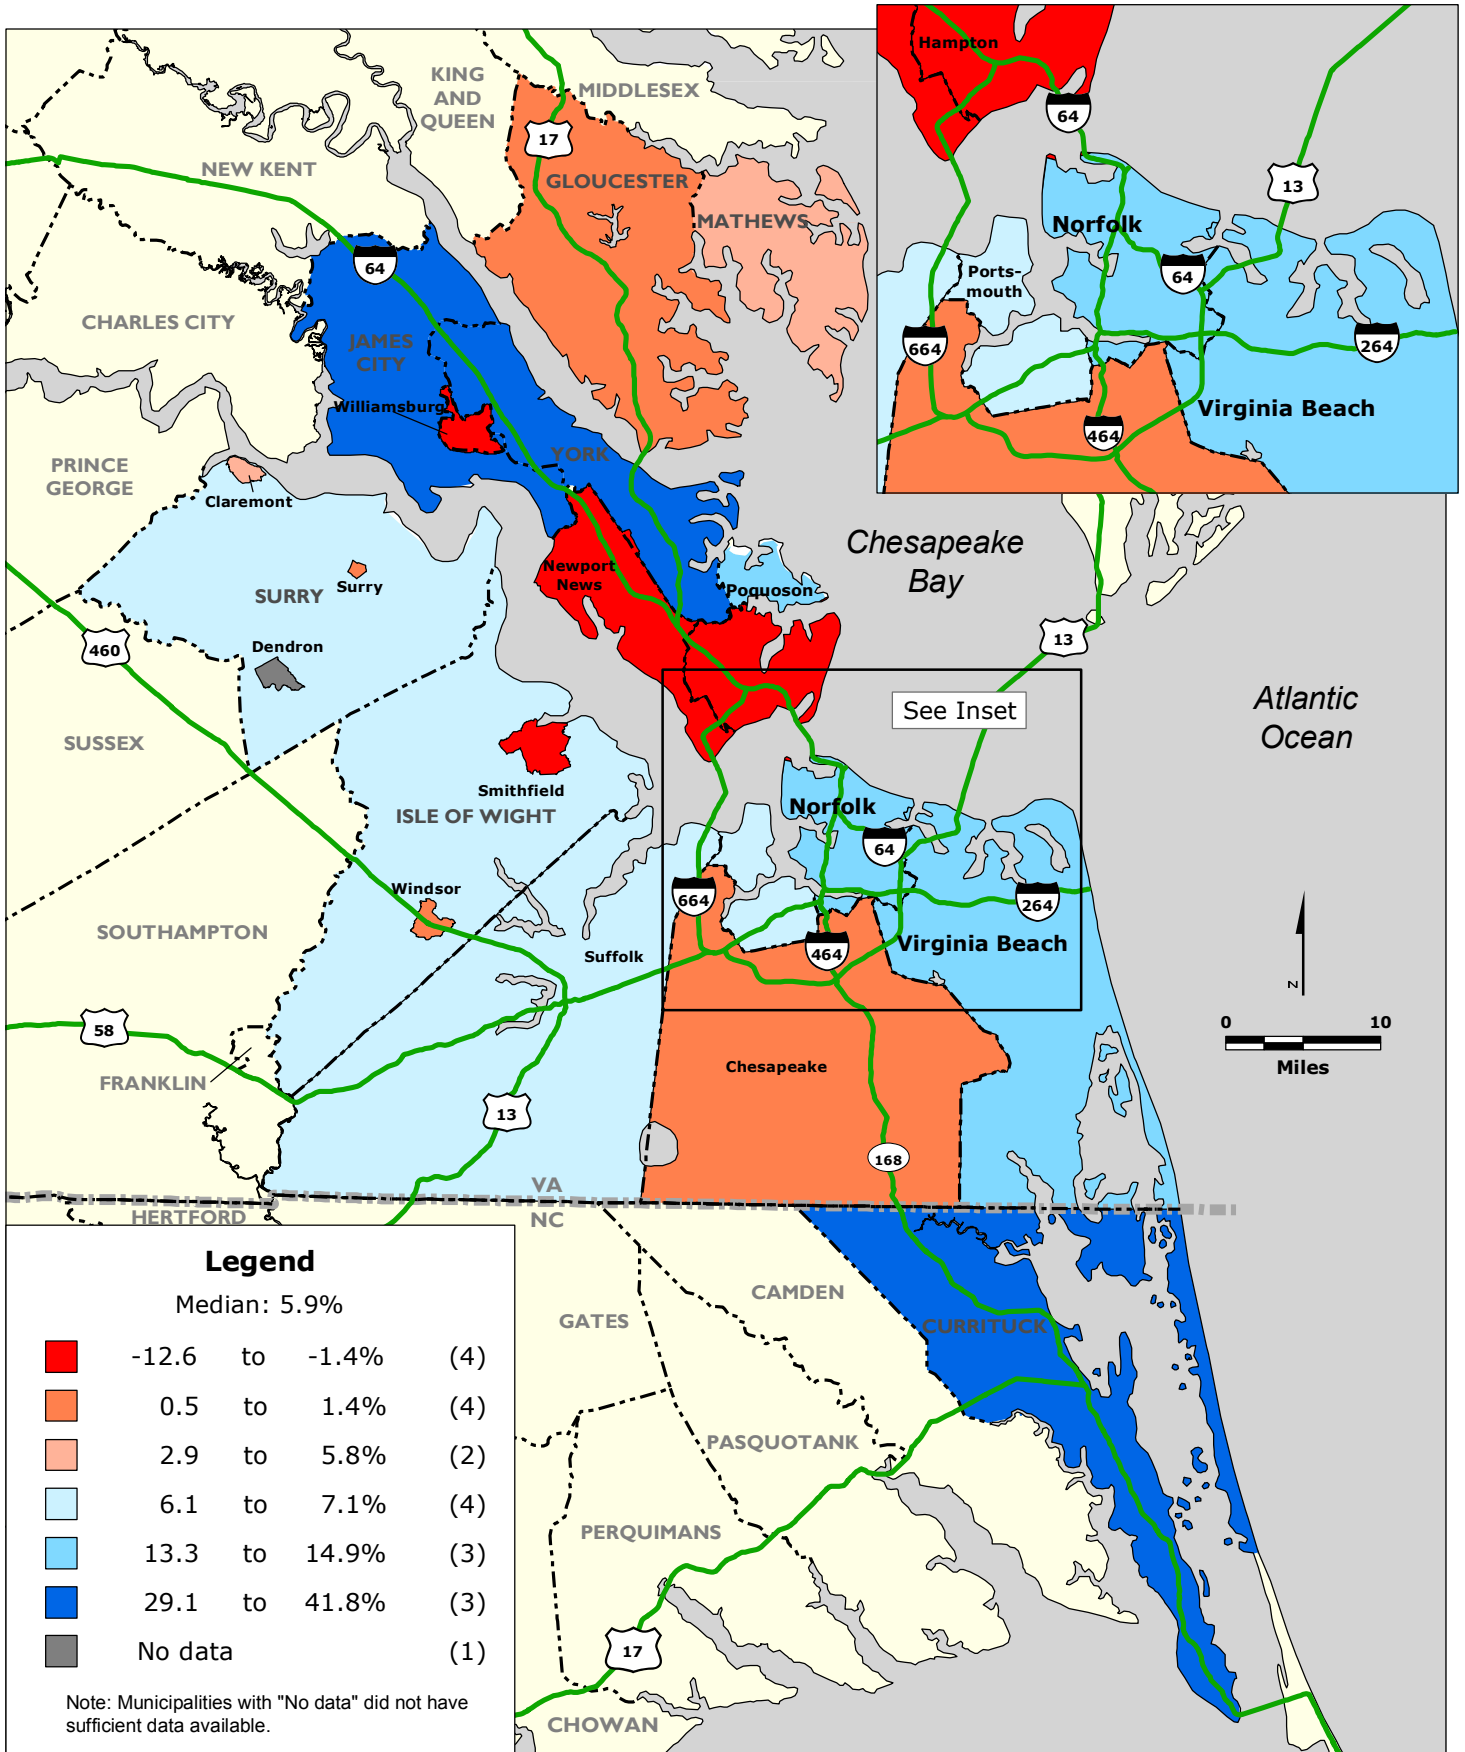 KING
AND
QUEEN
MIDDLESEX
NEW KENT
17
GLOUCESTER
MATHEWS
64
CHARLES CITY
JAMES
CITY
Williamsburg
YORK
PRINCE
GEORGE
Claremont
Newport
News
Poquoson
SURRY
Surry
Dendron
460
SUSSEX
Smithfield
ISLE OF WIGHT
Windsor
SOUTHAMPTON
Suffolk
58
FRANKLIN
13
Hampton
64
13
Norfolk
Ports-
mouth
64
664
264
Virginia Beach
464
Chesapeake
Bay
13
See Inset
Atlantic
Ocean
Norfolk
64
664
264
Virginia Beach
464
N
0 10
Miles
Chesapeake
168
VA
NC
HERTFORD
GATES
CAMDEN
CURRITUCK
PASQUOTANK
PERQUIMANS
17
CHOWAN
Legend
Median: 5.9%
-12.6 to -1.4% (4)
0.5 to 1.4% (4)
2.9 to 5.8% (2)
6.1 to 7.1% (4)
13.3 to 14.9% (3)
29.1 to 41.8% (3)
No data (1)
Note: Municipalities with "No data" did not have
sufficient data available.